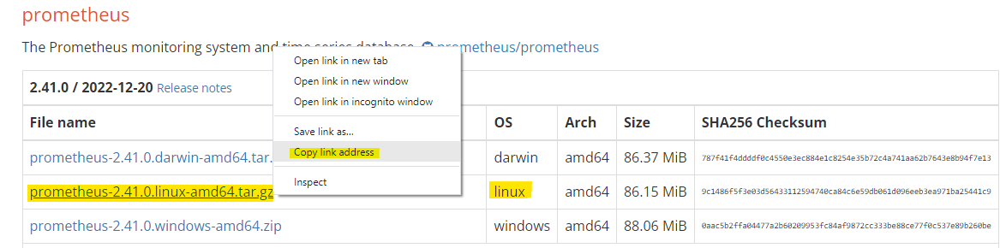 prometheus
The Prometheus monitoring system and time series database. prometheus/prometheus
Open link in new tab
Open link in new window
Open link in incognito window
Save link as...
Copy link address
Inspect
2.41.0 / 2022-12-20 Release notes
File name OS Arch Size SHA256 Checksum
prometheus-2.41.0.darwin-amd64.tar. darwin amd64 86.37 MiB 787f41f4ddddf0c4550e3ec884e1c8254e35b72c4a741aa62b7643e8b94f7e13
prometheus-2.41.0.linux-amd64.tar.gz linux amd64 86.15 MiB 9c1486f5f3e03d56433112594740ca84c6e59db061d096eeb3ea971ba25441c9
prometheus-2.41.0.windows-amd64.zip windows amd64 88.06 MiB 0aac5b2ffa04477a2b60209953fc84af9872cc333be88ce77f0c537e89b260be